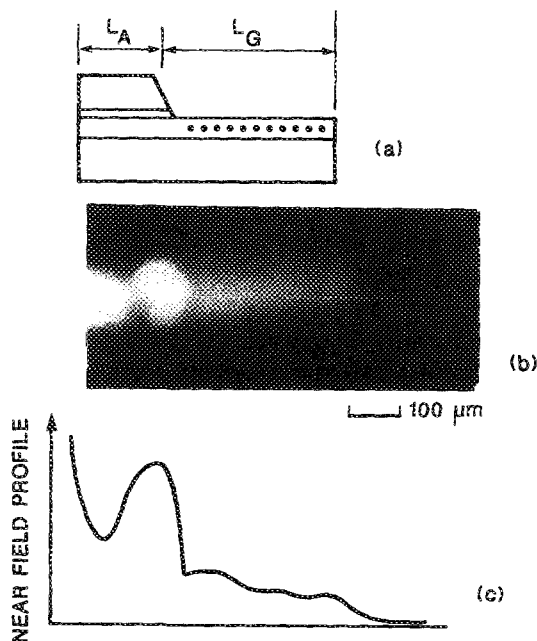 L_A L_G
(a)
(b)
100 μm
NEAR FIELD PROFILE
(c)